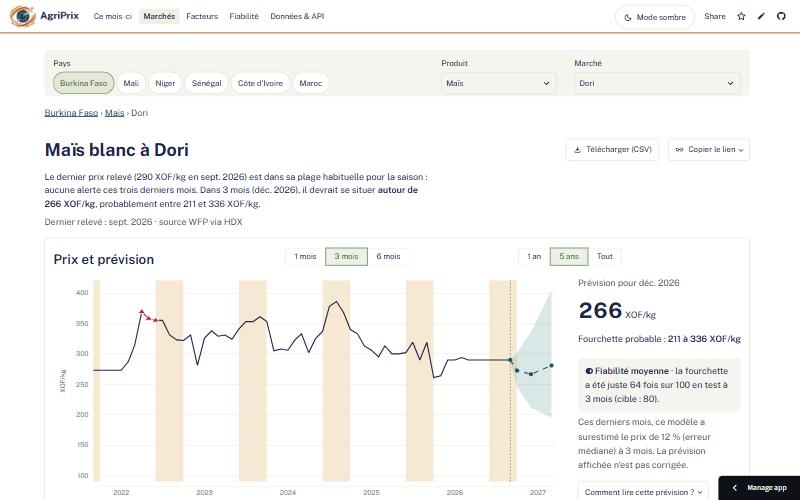 AgriPrix
Ce mois-ci Marchés Facteurs Fiabilité Données & API
Mode sombre
Share
Pays
Burkina Faso Mali Niger Sénégal Côte d'Ivoire Maroc
Produit
Maïs
Marché
Dori
Burkina Faso › Maïs › Dori
Maïs blanc à Dori
Télécharger (CSV)
Copier le lien
Le dernier prix relevé (290 XOF/kg en sept. 2026) est dans sa plage habituelle pour la saison :
aucune alerte ces trois derniers mois. Dans 3 mois (déc. 2026), il devrait se situer autour de
266 XOF/kg, probablement entre 211 et 336 XOF/kg.
Dernier relevé : sept. 2026 · source WFP via HDX
Prix et prévision
1 mois 3 mois 6 mois
1 an 5 ans Tout
400
350
300
250
200
150
100
XOF/kg
2022 2023 2024 2025 2026 2027
Prévision pour déc. 2026
266 XOF/kg
Fourchette probable : 211 à 336 XOF/kg
Fiabilité moyenne · la fourchette
a été juste 64 fois sur 100 en test à
3 mois (cible : 80).
Ces derniers mois, ce modèle a
surestimé le prix de 12 % (erreur
médiane) à 3 mois. La prévision
affichée n'est pas corrigée.
Comment lire cette prévision ?
Manage app